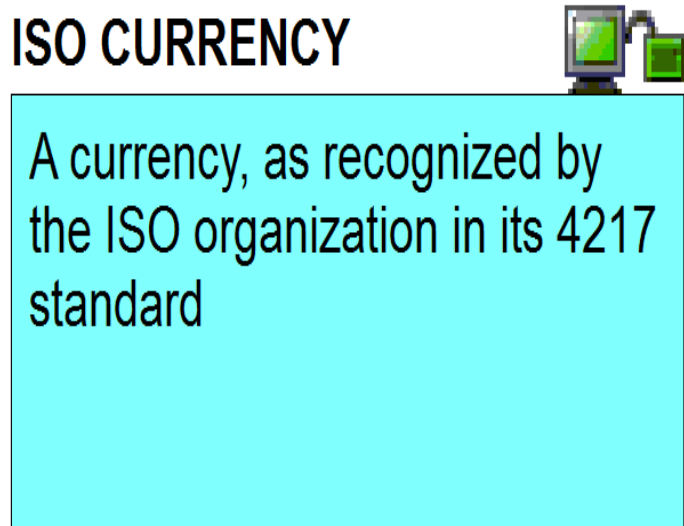 ISO CURRENCY
A currency, as recognized by
the ISO organization in its 4217
standard